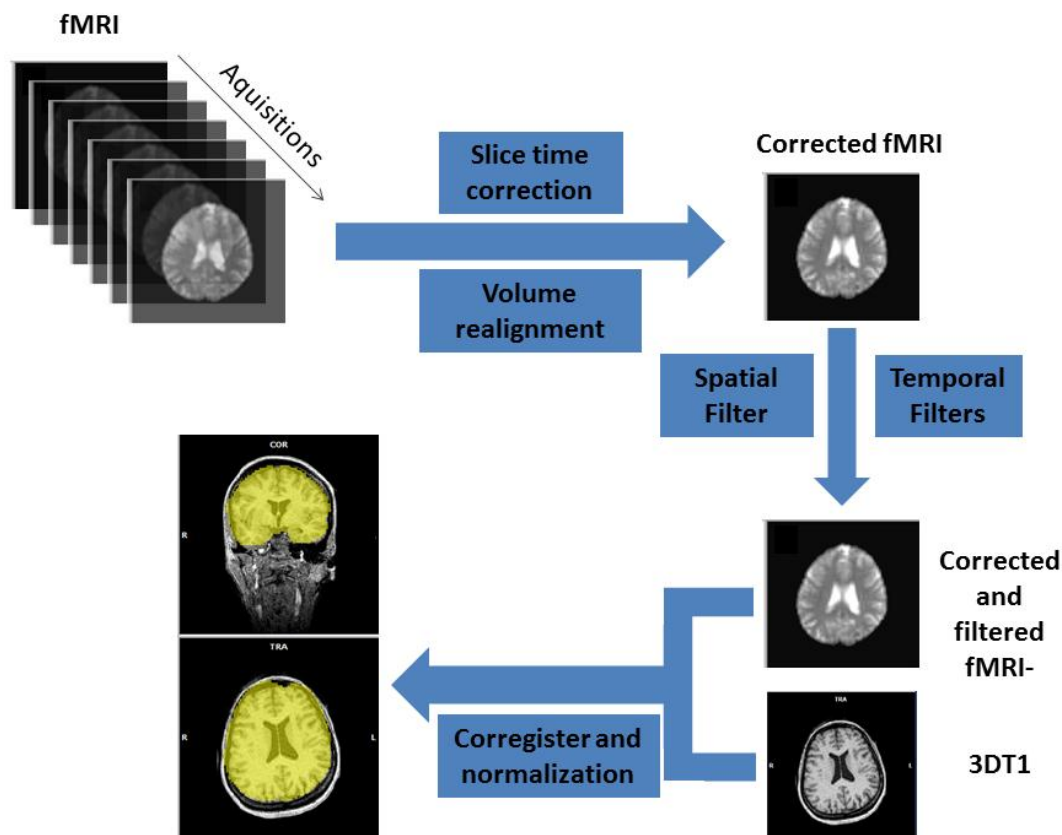 fMRI
Aquisitions
Slice time
correction
Volume
realignment
Corrected fMRI
Spatial
Filter
Temporal
Filters
Corrected
and
filtered
fMRI-
3DT1
Corregister and
normalization
COR
R
TRA
R
L
TRA
R
L